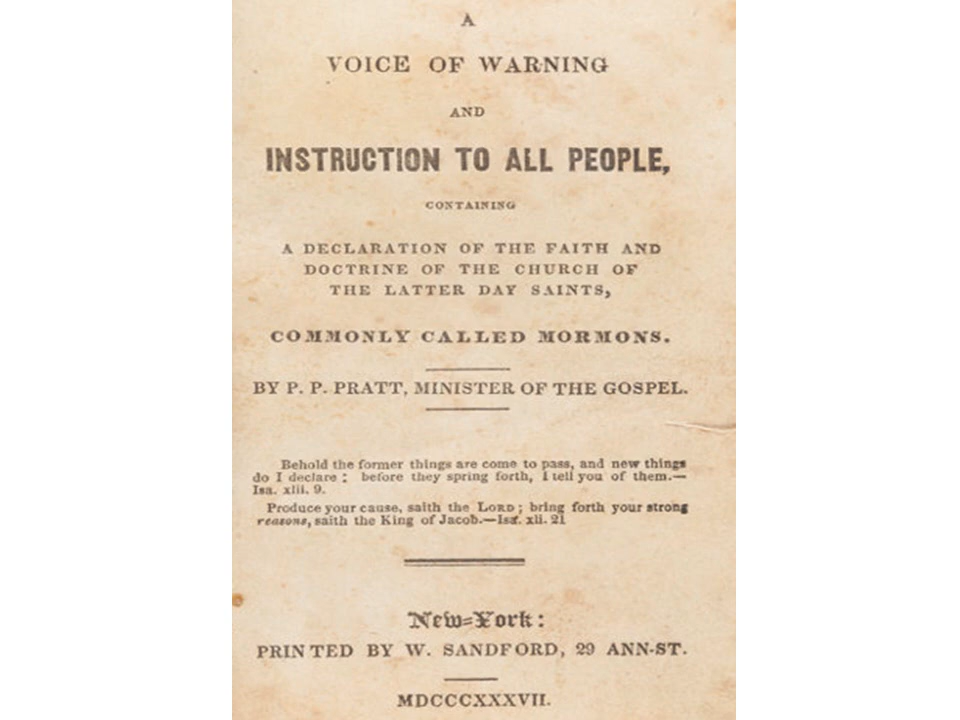 A
VOICE OF WARNING
AND
INSTRUCTION TO ALL PEOPLE,
CONTAINING
A DECLARATION OF THE FAITH AND
DOCTRINE OF THE CHURCH OF
THE LATTER DAY SAINTS,
COMMONLY CALLED MORMONS.
BY P. P. PRATT, MINISTER OF THE GOSPEL.
Behold the former things are come to pass, and new things
do I declare: before they spring forth, I tell you of them.—
Isa. xlii. 9.
Produce your cause, saith the LORD; bring forth your strong
reasons, saith the King of Jacob.—Isa. xli. 21
New-York:
PRINTED BY W. SANDFORD, 29 ANN-ST.
MDCCCXXXVII.